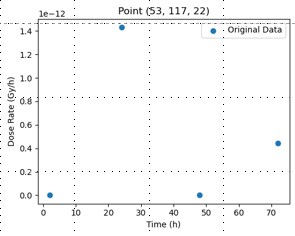 Point (53, 117, 22)
1e−12
Original Data
1.4
1.2
1.0
0.8
0.6
0.4
0.2
0.0
Dose Rate (Gy/h)
0 10 20 30 40 50 60 70
Time (h)